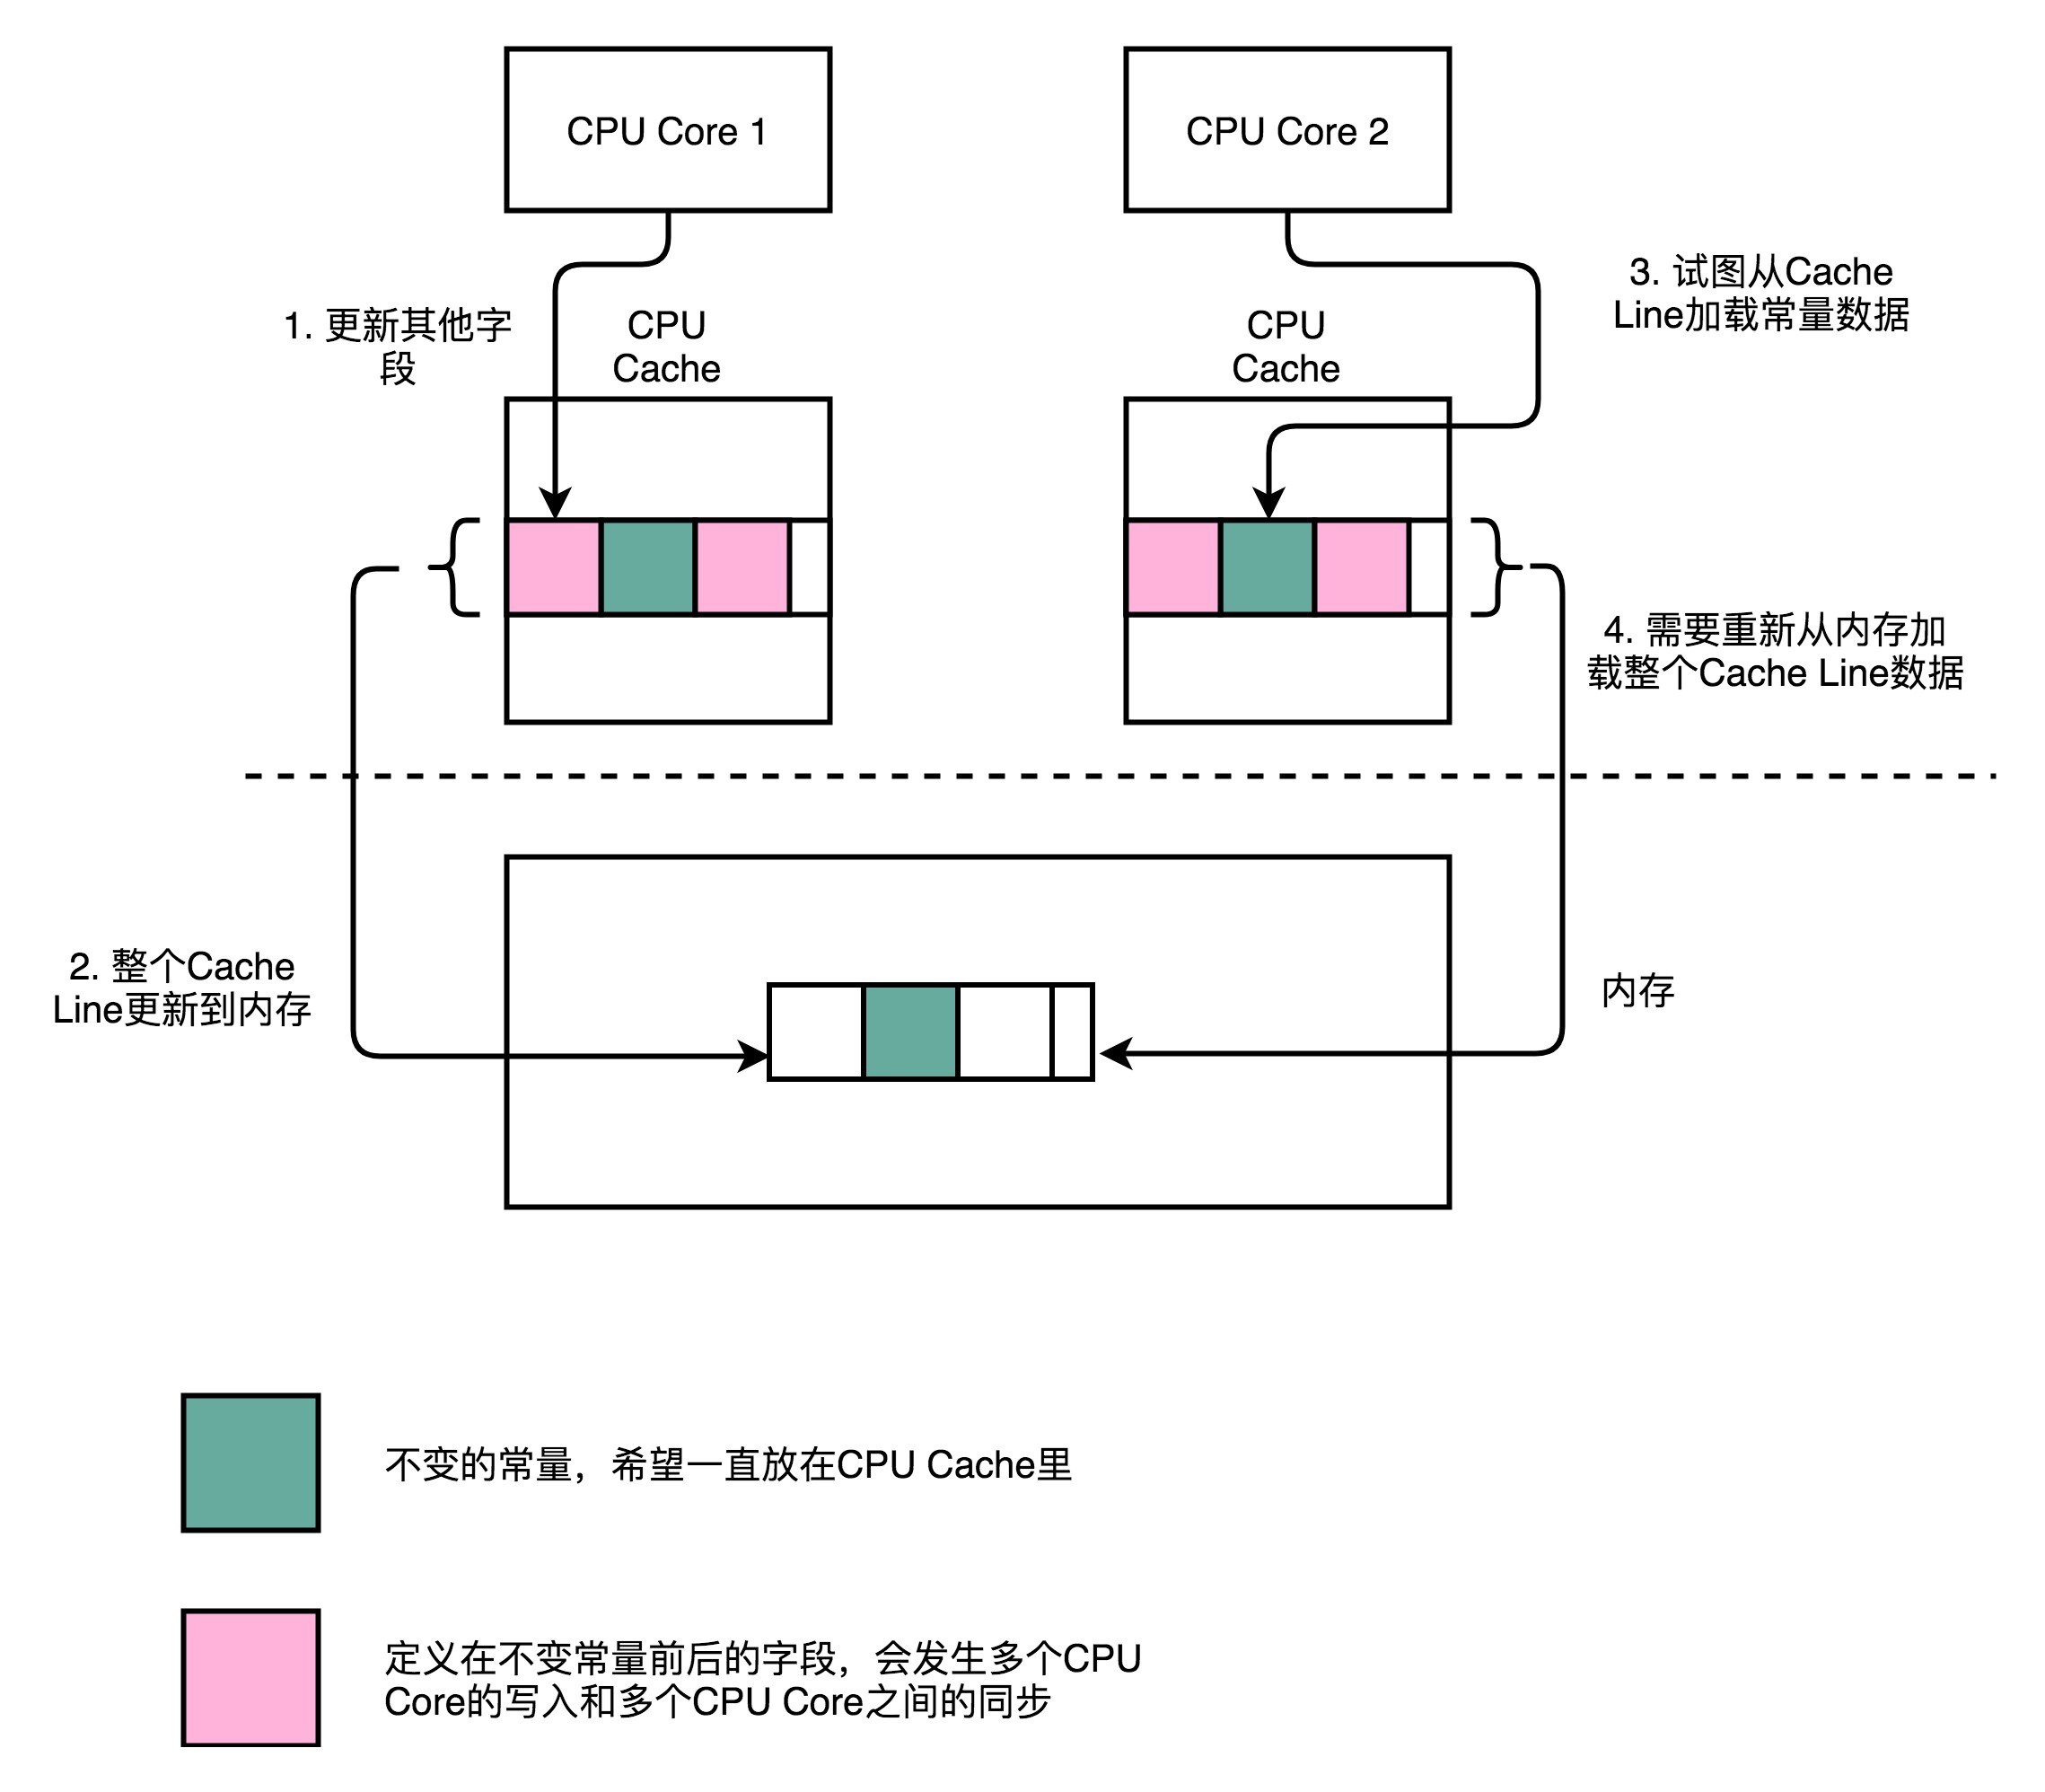 CPU Core 1
CPU Core 2
3. 试图从Cache
Line加载常量数据
1. 更新其他字
段
CPU
Cache
CPU
Cache
4. 需要重新从内存加
载整个Cache Line数据
2. 整个Cache
Line更新到内存
内存
不变的常量，希望一直放在CPU Cache里
定义在不变常量前后的字段，会发生多个CPU
Core的写入和多个CPU Core之间的同步